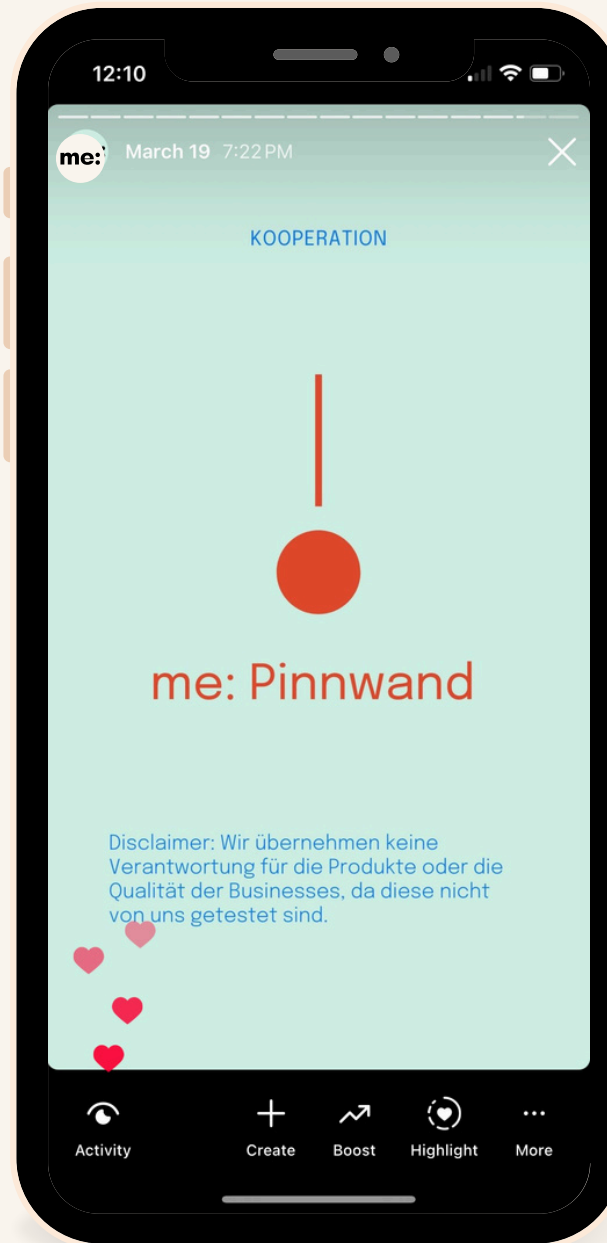 12:10
me:
March 19 7:22 PM
KOOPERATION
me: Pinnwand
Disclaimer: Wir übernehmen keine
Verantwortung für die Produkte oder die
Qualität der Businesses, da diese nicht
von uns getestet sind.
Activity Create Boost Highlight More